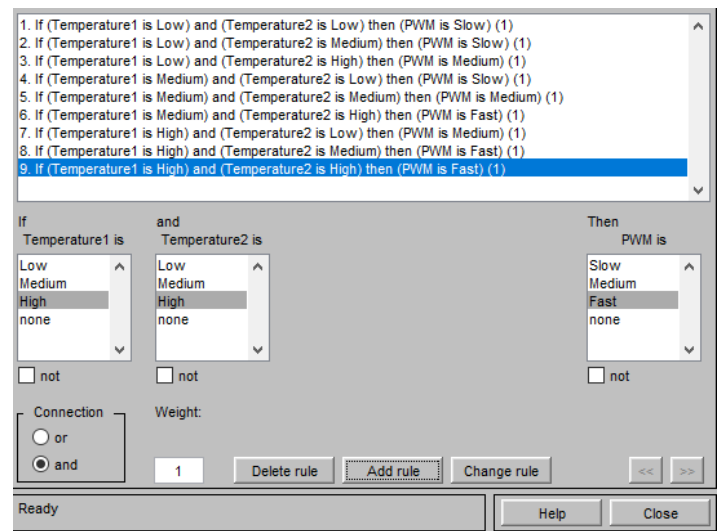 1. If (Temperature1 is Low) and (Temperature2 is Low) then (PWM is Slow) (1)
2. If (Temperature1 is Low) and (Temperature2 is Medium) then (PWM is Slow) (1)
3. If (Temperature1 is Low) and (Temperature2 is High) then (PWM is Medium) (1)
4. If (Temperature1 is Medium) and (Temperature2 is Low) then (PWM is Slow) (1)
5. If (Temperature1 is Medium) and (Temperature2 is Medium) then (PWM is Medium) (1)
6. If (Temperature1 is Medium) and (Temperature2 is High) then (PWM is Fast) (1)
7. If (Temperature1 is High) and (Temperature2 is Low) then (PWM is Medium) (1)
8. If (Temperature1 is High) and (Temperature2 is Medium) then (PWM is Fast) (1)
9. If (Temperature1 is High) and (Temperature2 is High) then (PWM is Fast) (1)
If
Temperature1 is
Low
Medium
High
none
not
and
Temperature2 is
Low
Medium
High
none
not
Then
PWM is
Slow
Medium
Fast
none
not
Connection
or
and
Weight:
1
Delete rule
Add rule
Change rule
<<
>>
Ready
Help
Close